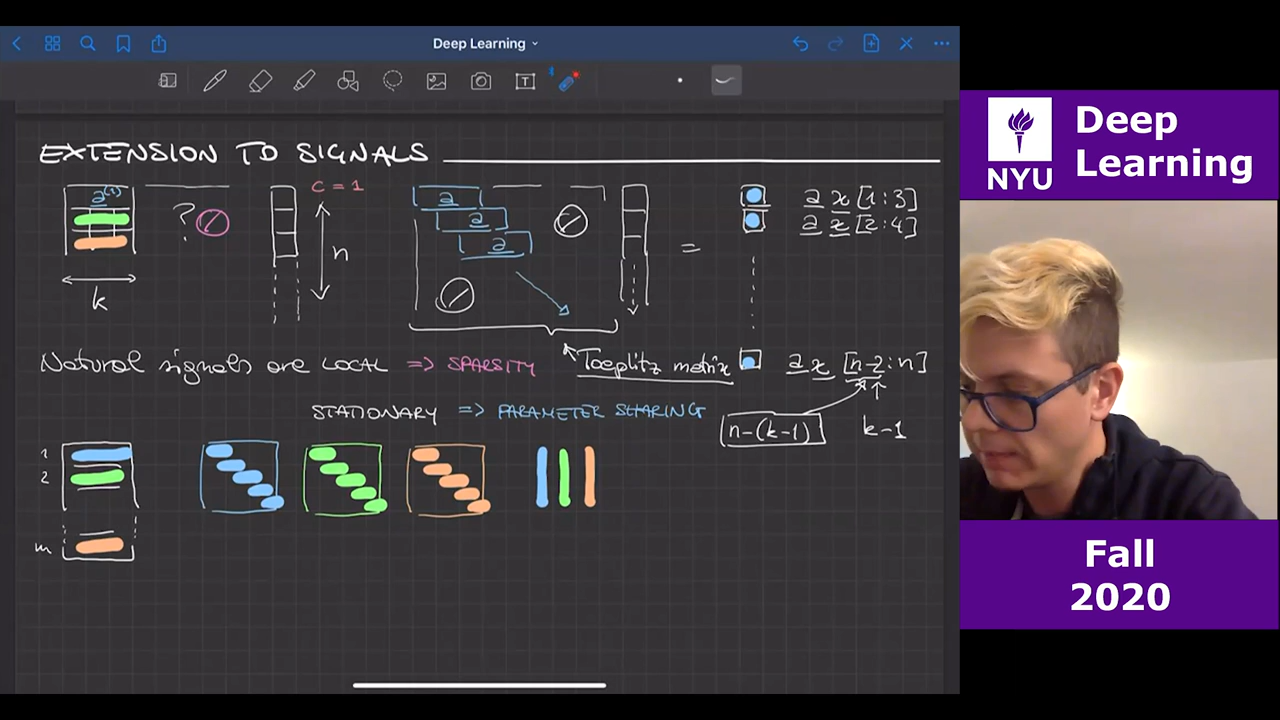 Deep Learning
EXTENSION TO SIGNALS
a(1)
?
k
C = 1
n
a
a
a
=
a x [1:3]
a x [2:4]
Natural signals are LOCAL => SPARSITY
Toeplitz matrix
a x [n-2:n]
STATIONARY => PARAMETER SHARING
n-(k-1)
k-1
1
2
m
T
NYU
Deep
Learning
Fall
2020